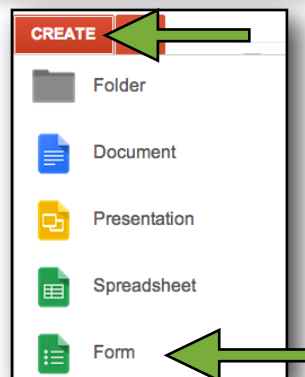 CREATE
Folder
Document
Presentation
Spreadsheet
Form